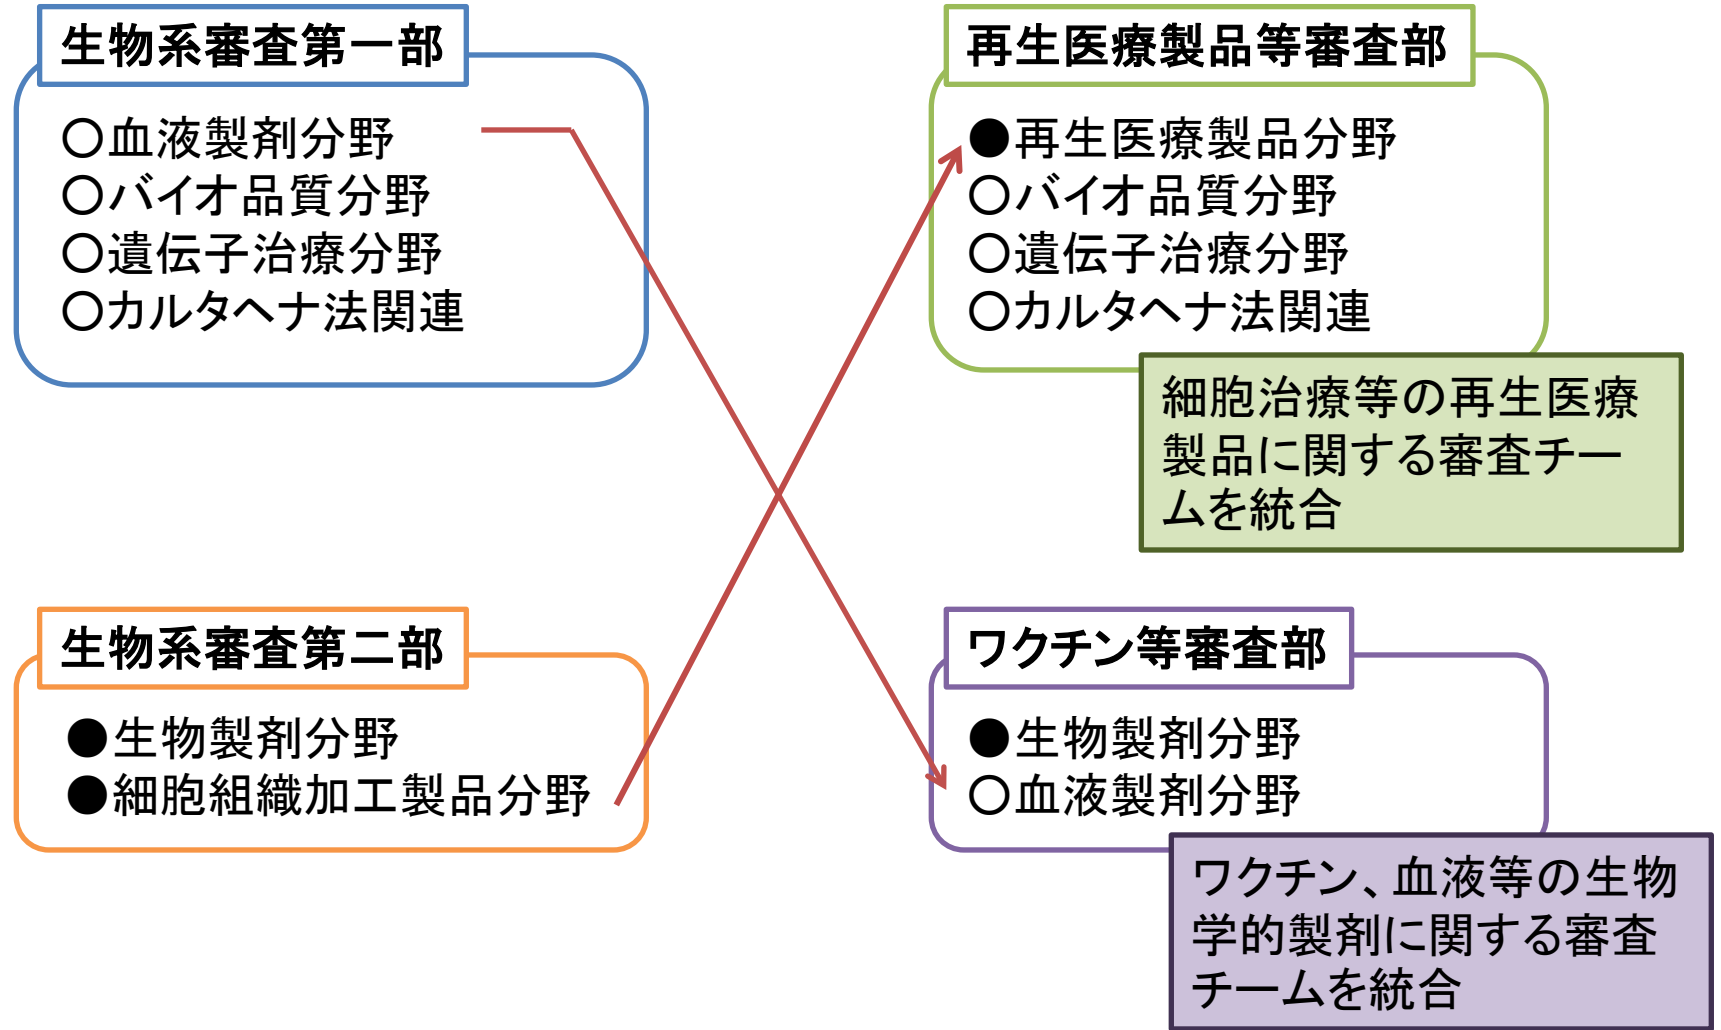 生物系審査第一部
○血液製剤分野
○バイオ品質分野
○遺伝子治療分野
○カルタヘナ法関連
再生医療製品等審査部
●再生医療製品分野
○バイオ品質分野
○遺伝子治療分野
○カルタヘナ法関連
細胞治療等の再生医療
製品に関する審査チー
ムを統合
生物系審査第二部
●生物製剤分野
●細胞組織加工製品分野
ワクチン等審査部
●生物製剤分野
○血液製剤分野
ワクチン、血液等の生物
学的製剤に関する審査
チームを統合